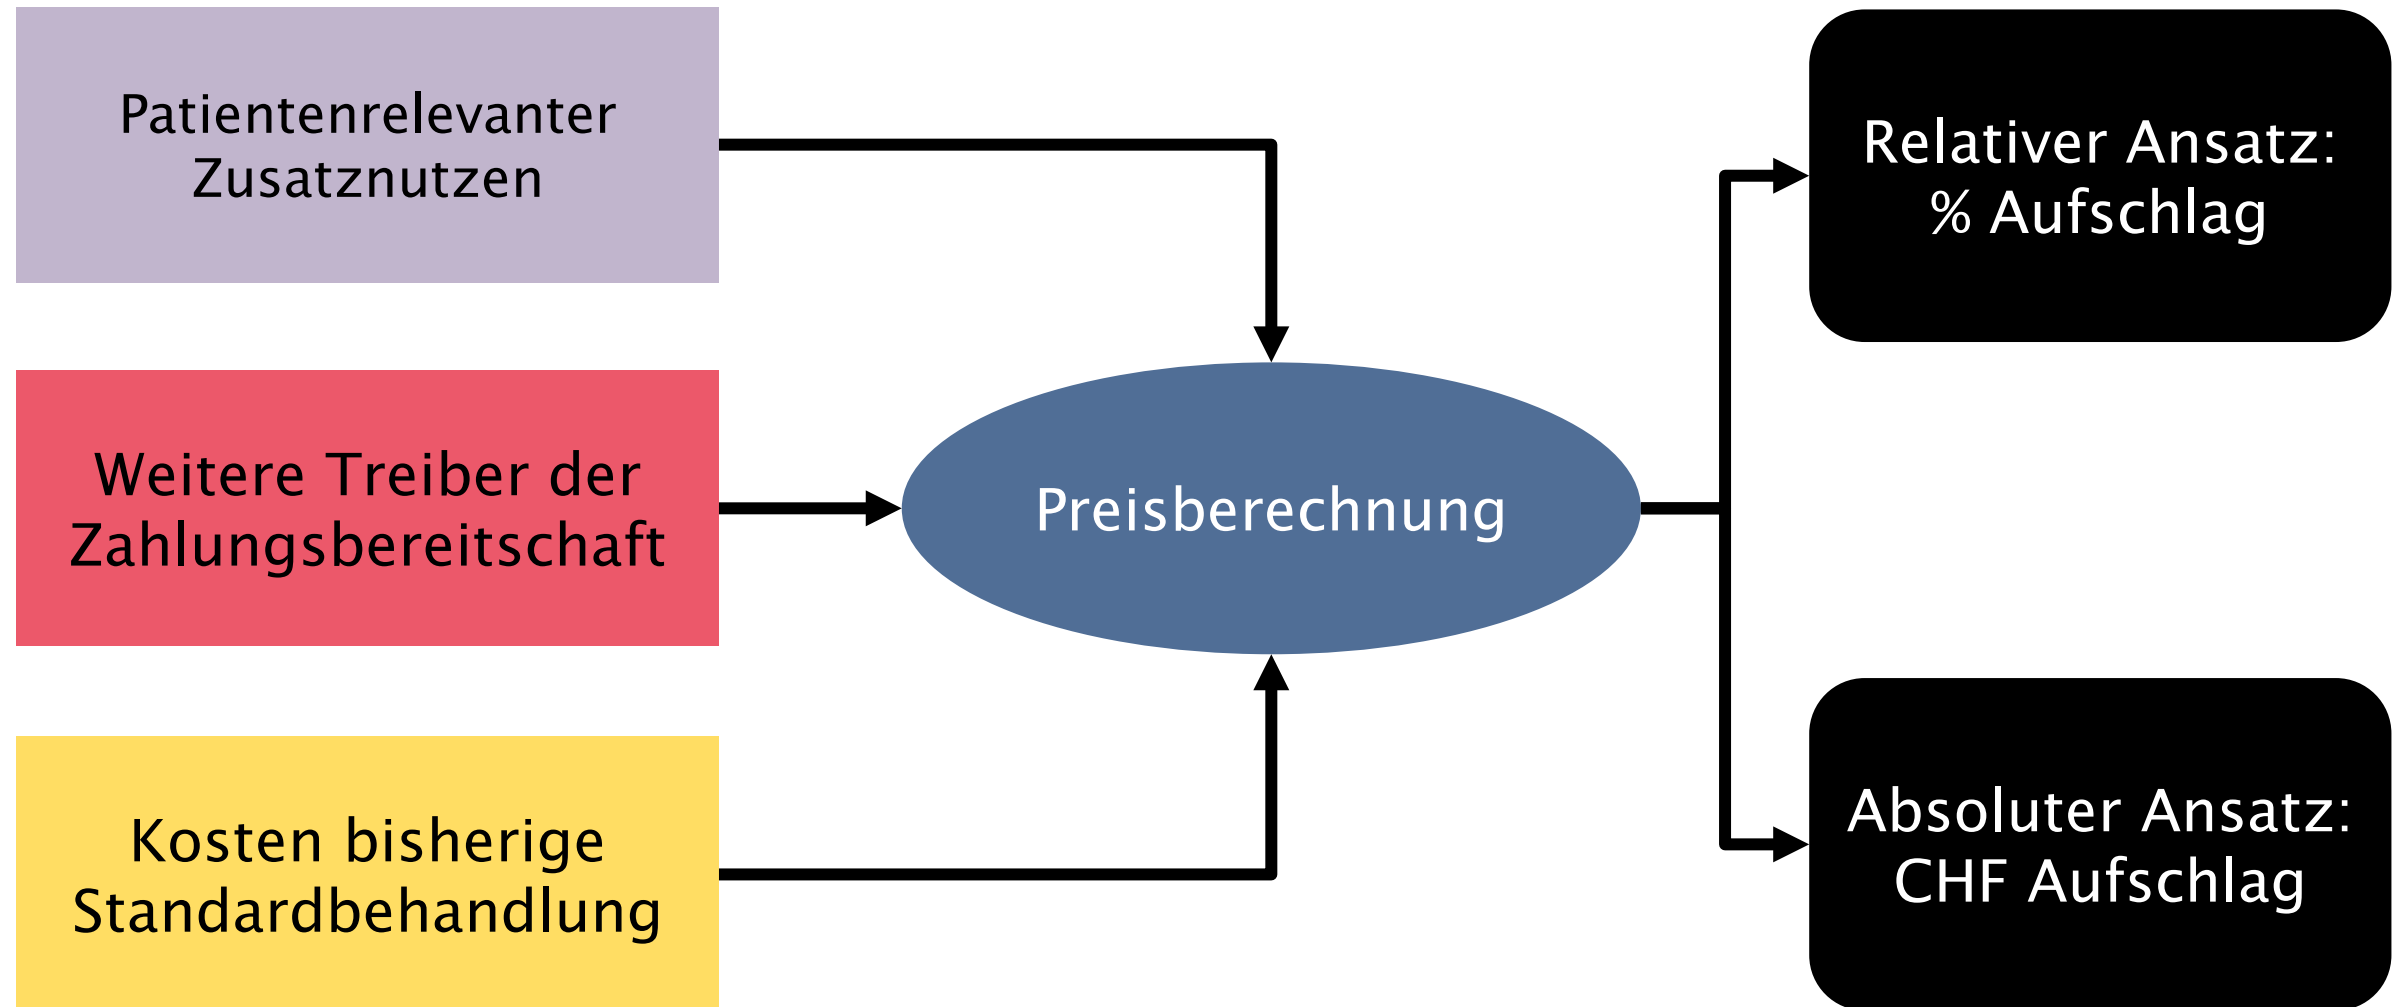 Patientenrelevanter
Zusatznutzen
Weitere Treiber der
Zahlungsbereitschaft
Kosten bisherige
Standardbehandlung
Preisberechnung
Relativer Ansatz:
% Aufschlag
Absoluter Ansatz:
CHF Aufschlag